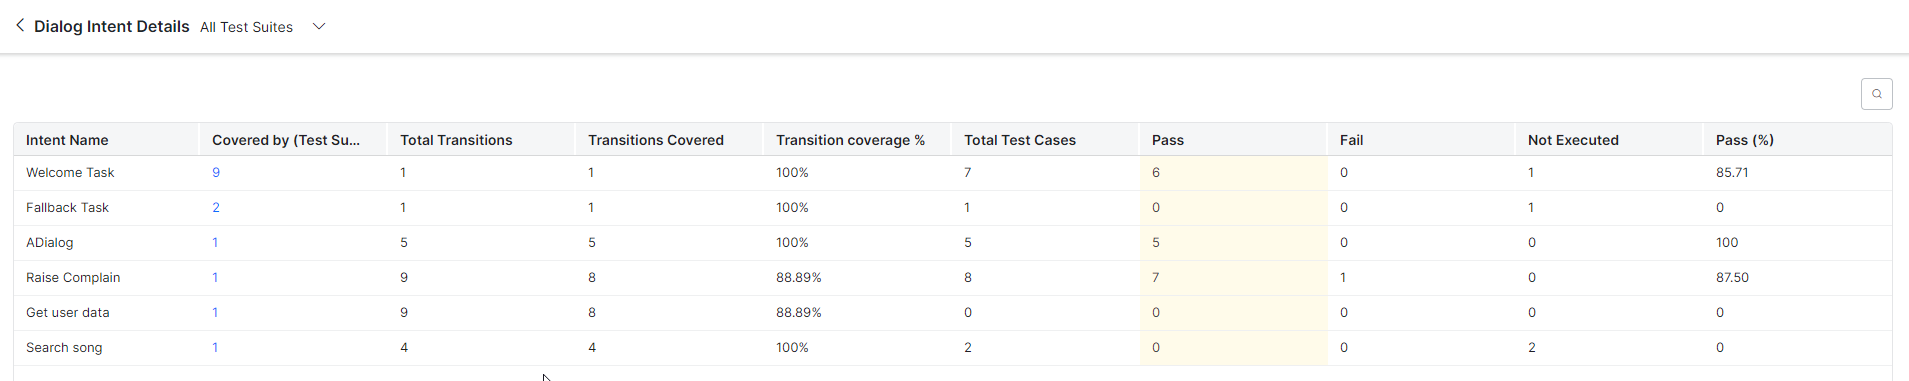 Dialog Intent Details All Test Suites
Intent Name Covered by (Test Su... Total Transitions Transitions Covered Transition coverage % Total Test Cases Pass Fail Not Executed Pass (%)
Welcome Task 9 1 1 100% 7 6 0 1 85.71
Fallback Task 2 1 1 100% 1 0 0 1 0
ADialog 1 5 5 100% 5 5 0 0 100
Raise Complain 1 9 8 88.89% 8 7 1 0 87.50
Get user data 1 9 8 88.89% 0 0 0 0 0
Search song 1 4 4 100% 2 0 0 2 0